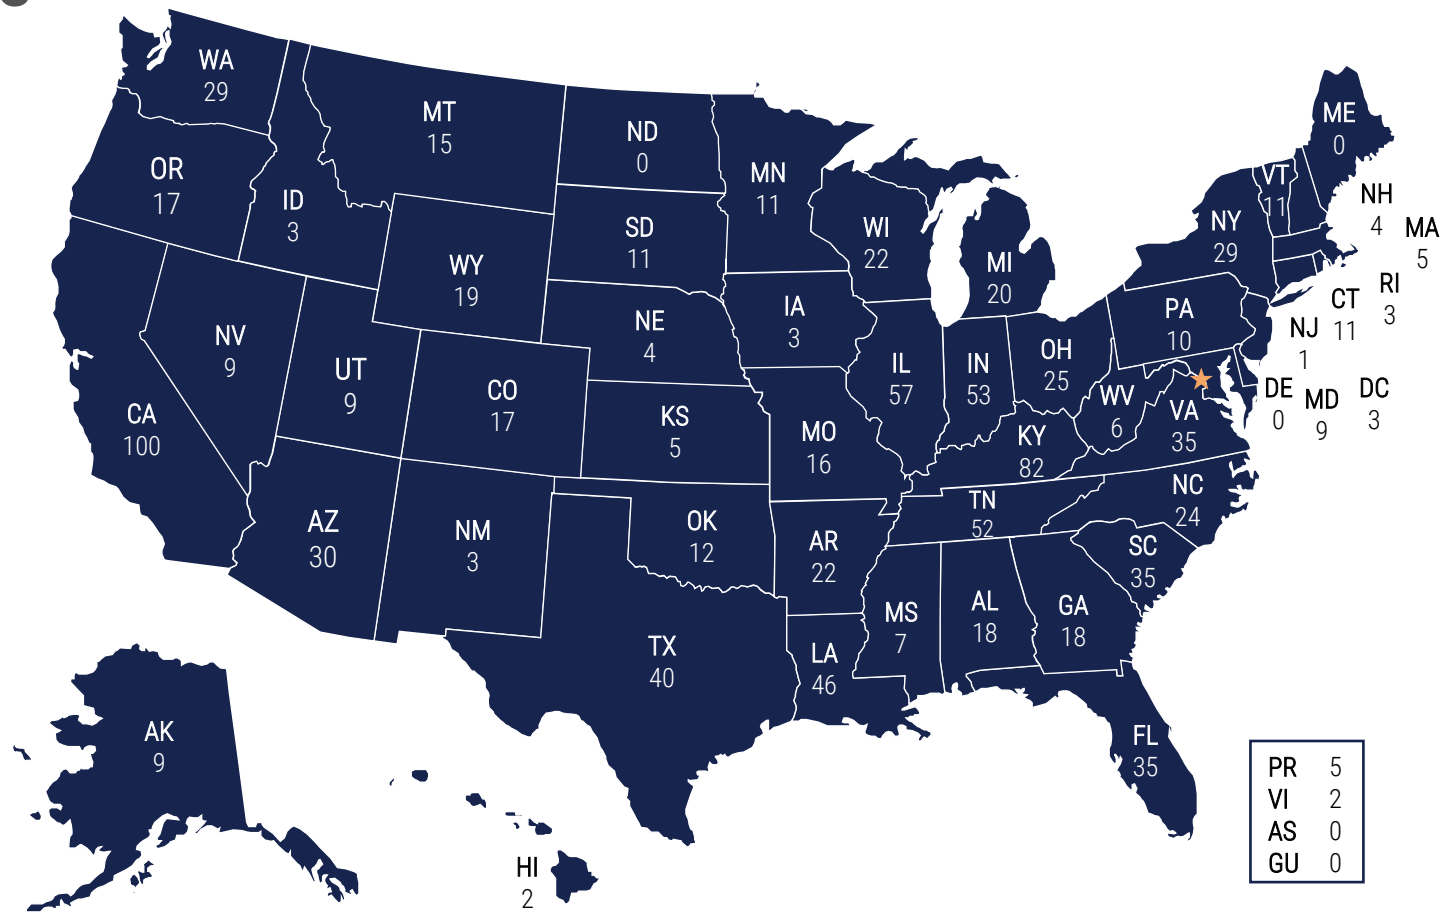 WA
29
MT
15
ND
0
MN
11
ME
0
OR
17
ID
3
VT
11
NH
4
WI
22
SD
11
NY
29
MA
5
WY
19
MI
20
RI
3
CT
11
IA
3
PA
10
NE
4
NJ
1
NV
9
OH
25
UT
9
IL
57
IN
53
CO
17
WV
6
DE
0
MD
9
DC
3
CA
100
KS
5
VA
35
MO
16
KY
82
NC
24
TN
52
AZ
30
NM
3
OK
12
AR
22
SC
35
MS
7
AL
18
GA
18
TX
40
LA
46
AK
9
FL
35
PR 5
VI 2
AS 0
GU 0
HI
2